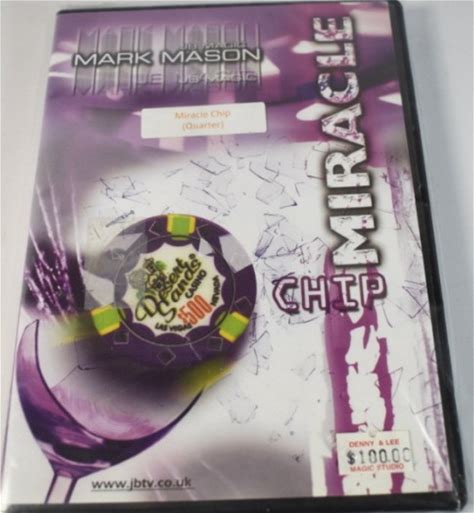 MARK MASON
Miracle Chip
(Quarter)
MIRACLE
CHIP
Desert
Sands
CASINO
LAS VEGAS
NEVADA
$500
www.jbtv.co.uk
DENNY & LEE
$100.00
MAGIC STUDIO